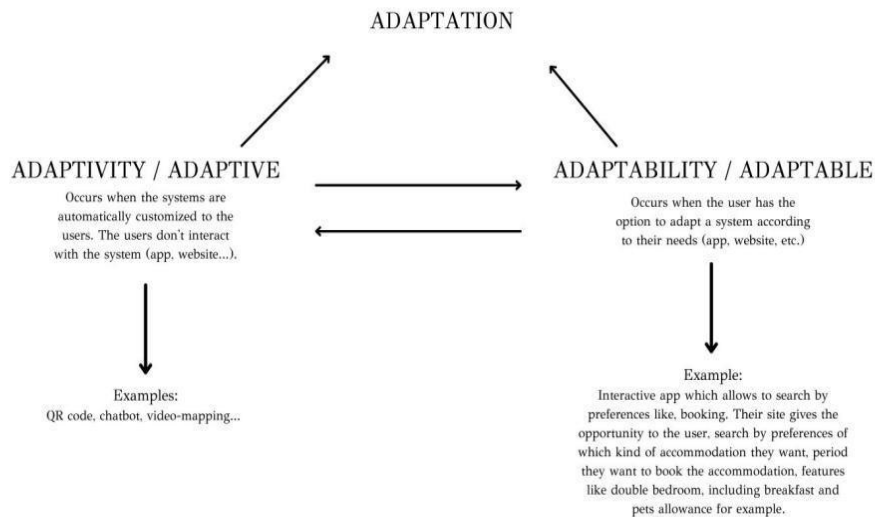 ADAPTATION
ADAPTIVITY / ADAPTIVE
Occurs when the systems are
automatically customized to the
users. The users don't interact
with the system (app, website...).
ADAPTABILITY / ADAPTABLE
Occurs when the user has the
option to adapt a system according
to their needs (app, website, etc.)
Examples:
QR code, chatbot, video-mapping...
Example:
Interactive app which allows to search by
preferences like, booking. Their site gives the
opportunity to the user, search by preferences of
which kind of accommodation they want, period
they want to book the accommodation, features
like double bedroom, including breakfast and
pets allowance for example.